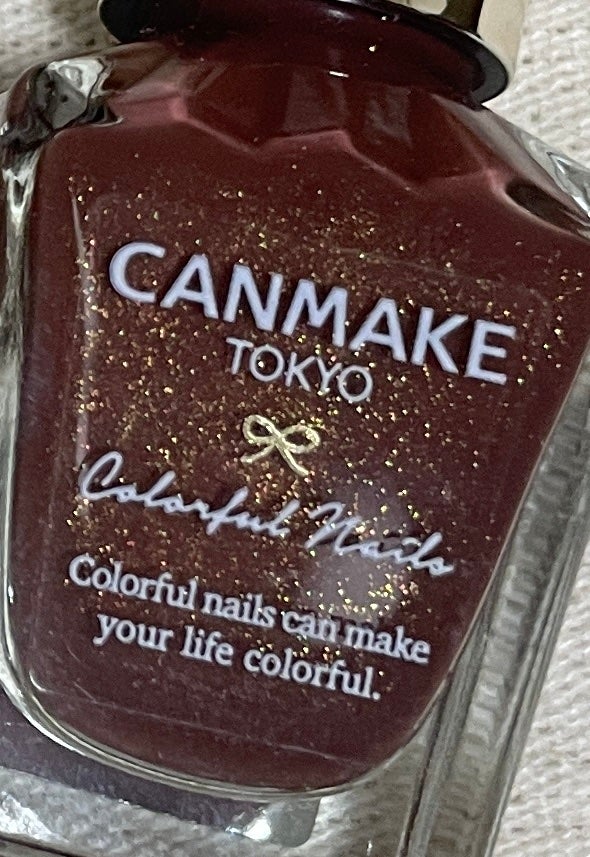 CANMAKE
TOKYO
Colorful Nails
Colorful nails can make
your life colorful.